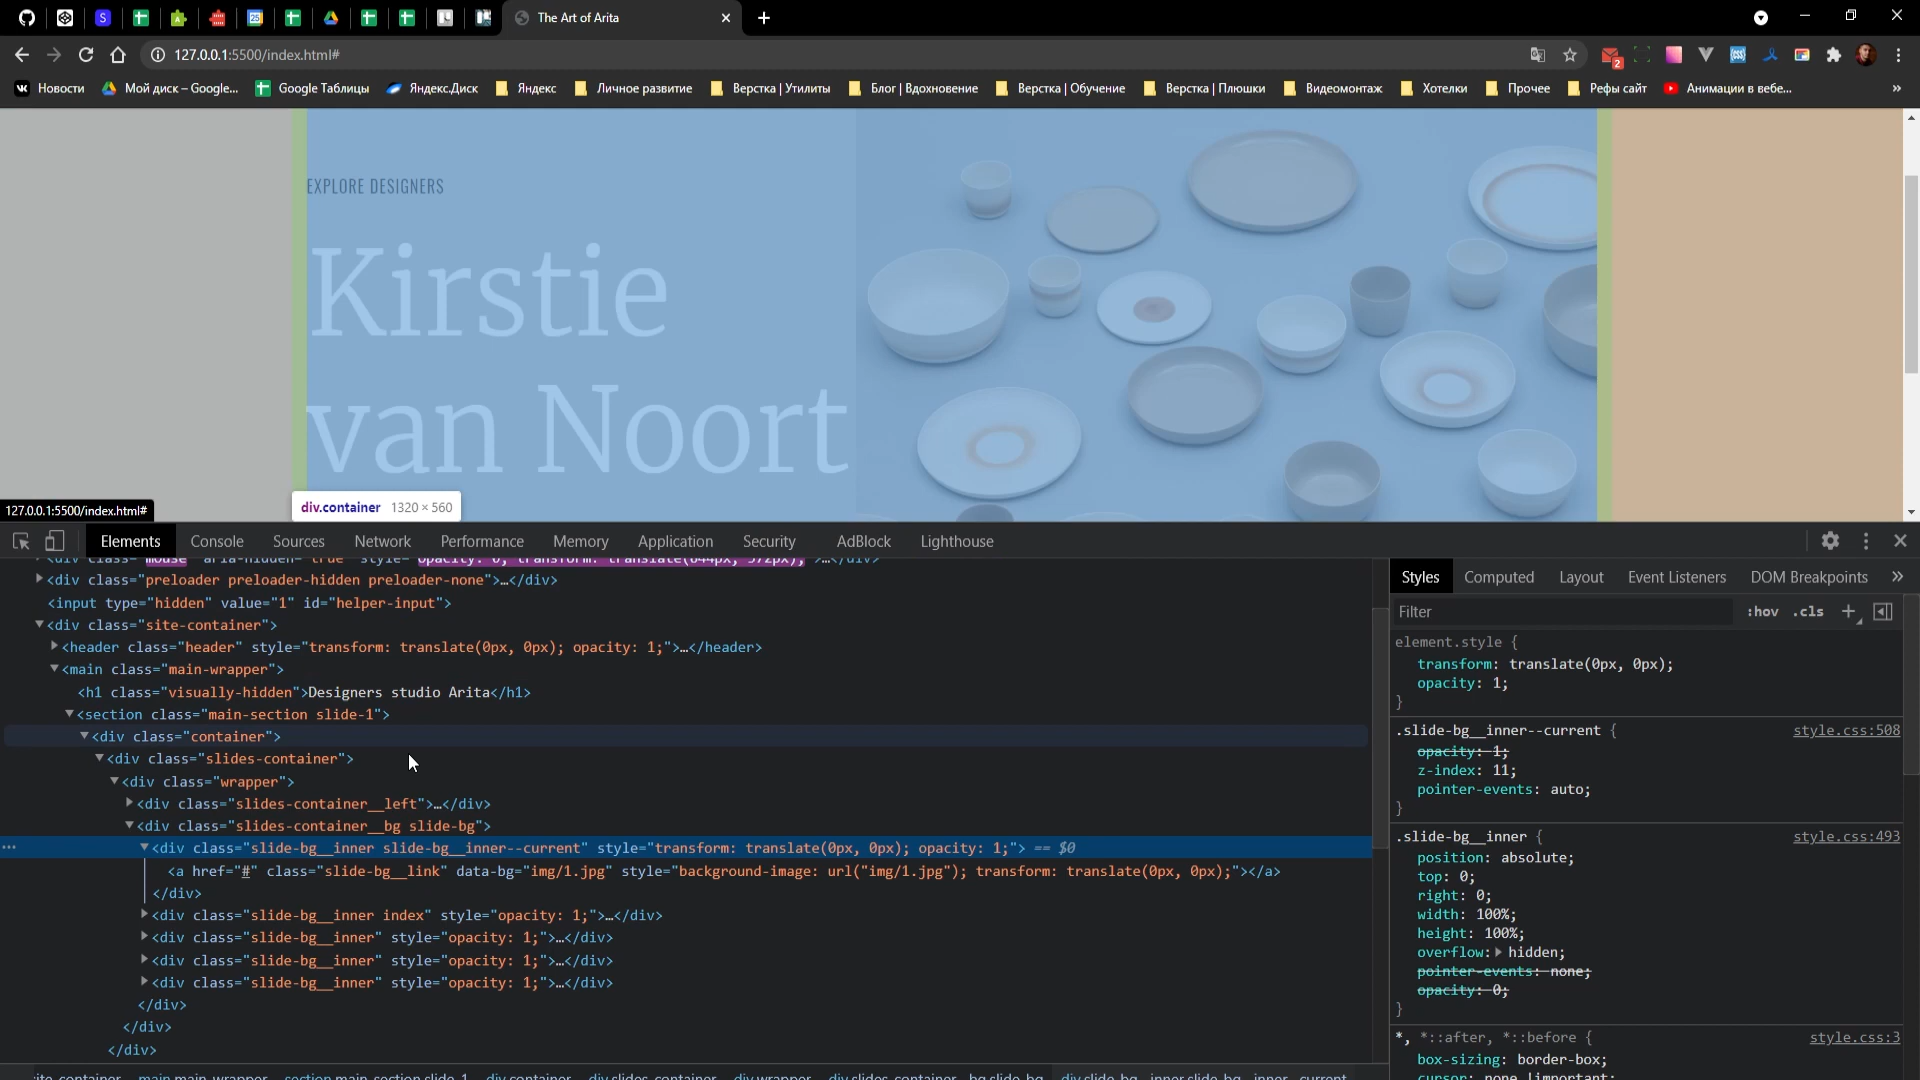 The Art of Arita
127.0.0.1:5500/index.html#
2
Новости
Мой диск – Google...
Google Таблицы
Яндекс.Диск
Яндекс
Личное развитие
Верстка | Утилиты
Блог | Вдохновение
Верстка | Обучение
Верстка | Плюшки
Видеомонтаж
Хотелки
Прочее
Рефы сайт
Анимации в вебе...
»
EXPLORE DESIGNERS
Kirstie
van Noort
127.0.0.1:5500/index.html#
div.container 1320 × 560
Elements Console Sources Network Performance Memory Application Security AdBlock Lighthouse
<div class="preloader preloader-hidden preloader-none">…</div>
<input type="hidden" value="1" id="helper-input">
<div class="site-container">
<header class="header" style="transform: translate(0px, 0px); opacity: 1;">…</header>
<main class="main-wrapper">
<h1 class="visually-hidden">Designers studio Arita</h1>
<section class="main-section slide-1">
<div class="container">
<div class="slides-container">
<div class="wrapper">
<div class="slides-container__left">…</div>
<div class="slides-container__bg slide-bg">
<div class="slide-bg__inner slide-bg__inner--current" style="transform: translate(0px, 0px); opacity: 1;"> == $0
<a href="#" class="slide-bg__link" data-bg="img/1.jpg" style="background-image: url("img/1.jpg"); transform: translate(0px, 0px);"></a>
</div>
<div class="slide-bg__inner index" style="opacity: 1;">…</div>
<div class="slide-bg__inner" style="opacity: 1;">…</div>
<div class="slide-bg__inner" style="opacity: 1;">…</div>
<div class="slide-bg__inner" style="opacity: 1;">…</div>
</div>
</div>
</div>
Styles Computed Layout Event Listeners DOM Breakpoints »
Filter :hov .cls +
element.style {
transform: translate(0px, 0px);
opacity: 1;
}
.slide-bg__inner--current { style.css:508
opacity: 1;
z-index: 11;
pointer-events: auto;
}
.slide-bg__inner { style.css:493
position: absolute;
top: 0;
right: 0;
width: 100%;
height: 100%;
overflow: hidden;
pointer-events: none;
opacity: 0;
}
*, *::after, *::before { style.css:3
box-sizing: border-box;